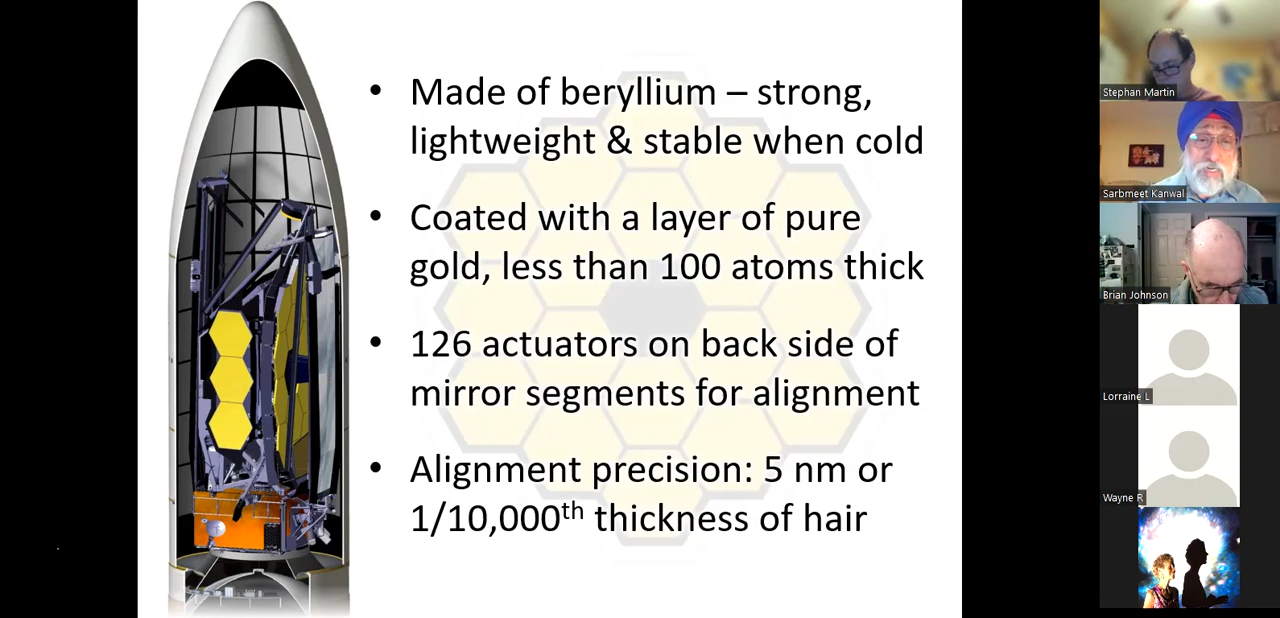 • Made of beryllium – strong,
lightweight & stable when cold
• Coated with a layer of pure
gold, less than 100 atoms thick
• 126 actuators on back side of
mirror segments for alignment
• Alignment precision: 5 nm or
1/10,000th thickness of hair
Stephan Martin
Sarbmeet Kanwal
Brian Johnson
Lorraine L
Wayne R